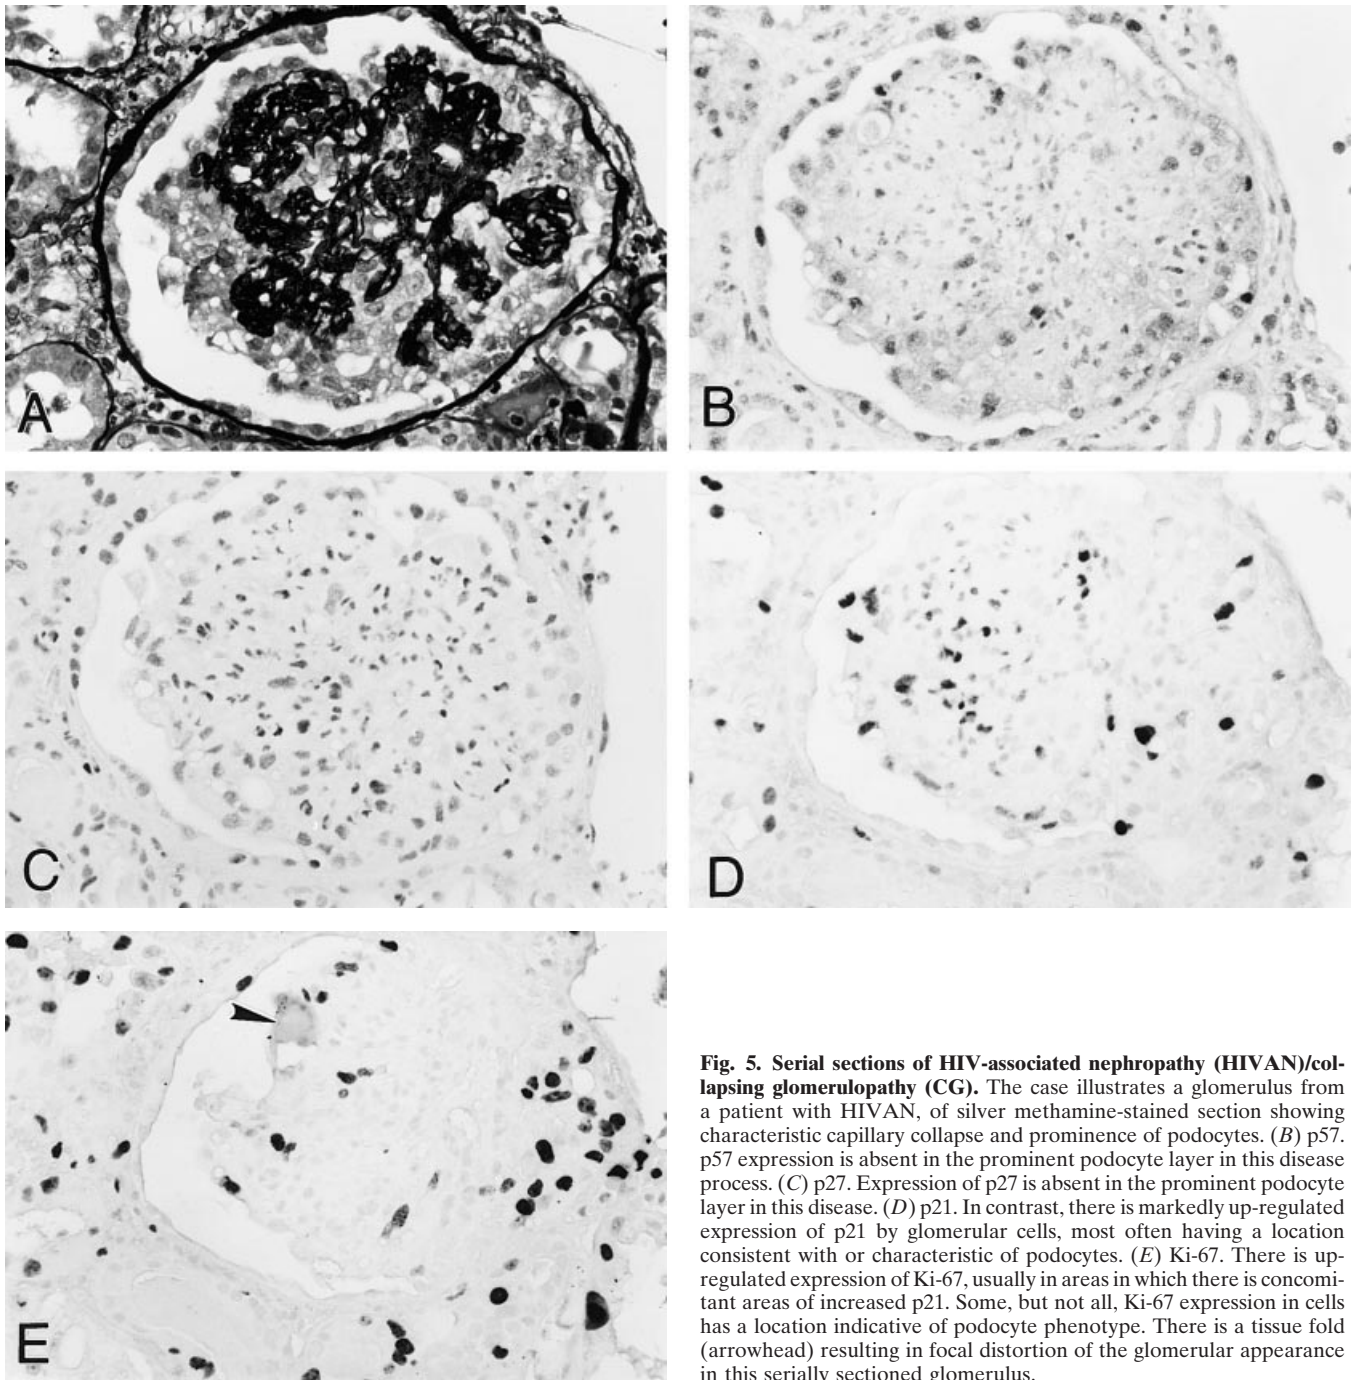 A
B
C
D
E
Fig. 5. Serial sections of HIV-associated nephropathy (HIVAN)/col-
lapsing glomerulopathy (CG). The case illustrates a glomerulus from
a patient with HIVAN, of silver methamine-stained section showing
characteristic capillary collapse and prominence of podocytes. (B) p57.
p57 expression is absent in the prominent podocyte layer in this disease
process. (C) p27. Expression of p27 is absent in the prominent podocyte
layer in this disease. (D) p21. In contrast, there is markedly up-regulated
expression of p21 by glomerular cells, most often having a location
consistent with or characteristic of podocytes. (E) Ki-67. There is up-
regulated expression of Ki-67, usually in areas in which there is concomi-
tant areas of increased p21. Some, but not all, Ki-67 expression in cells
has a location indicative of podocyte phenotype. There is a tissue fold
(arrowhead) resulting in focal distortion of the glomerular appearance
in this serially sectioned glomerulus.